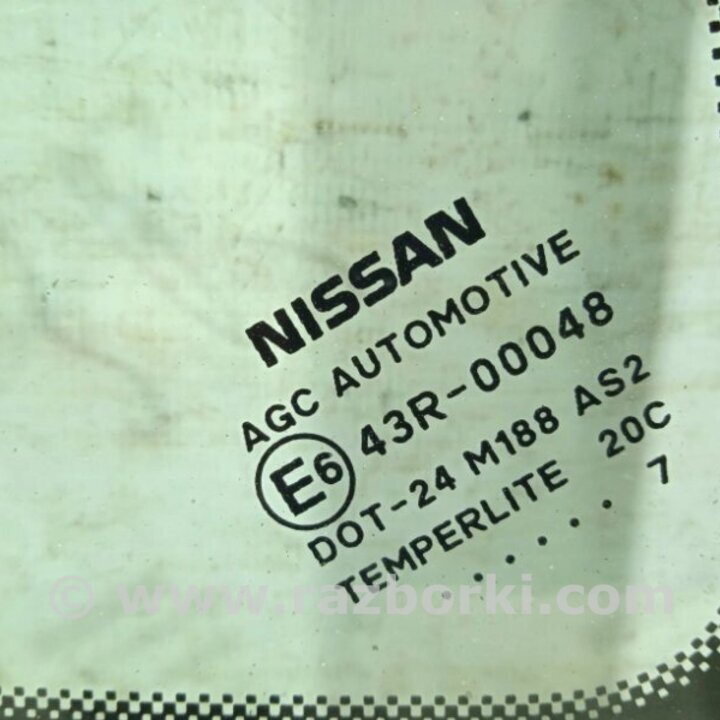 NISSAN
AGC AUTOMOTIVE
E6 43R-00048
DOT-24 M188 AS2
TEMPERLITE 20C
. . . . . . 7
© www.razborki.com